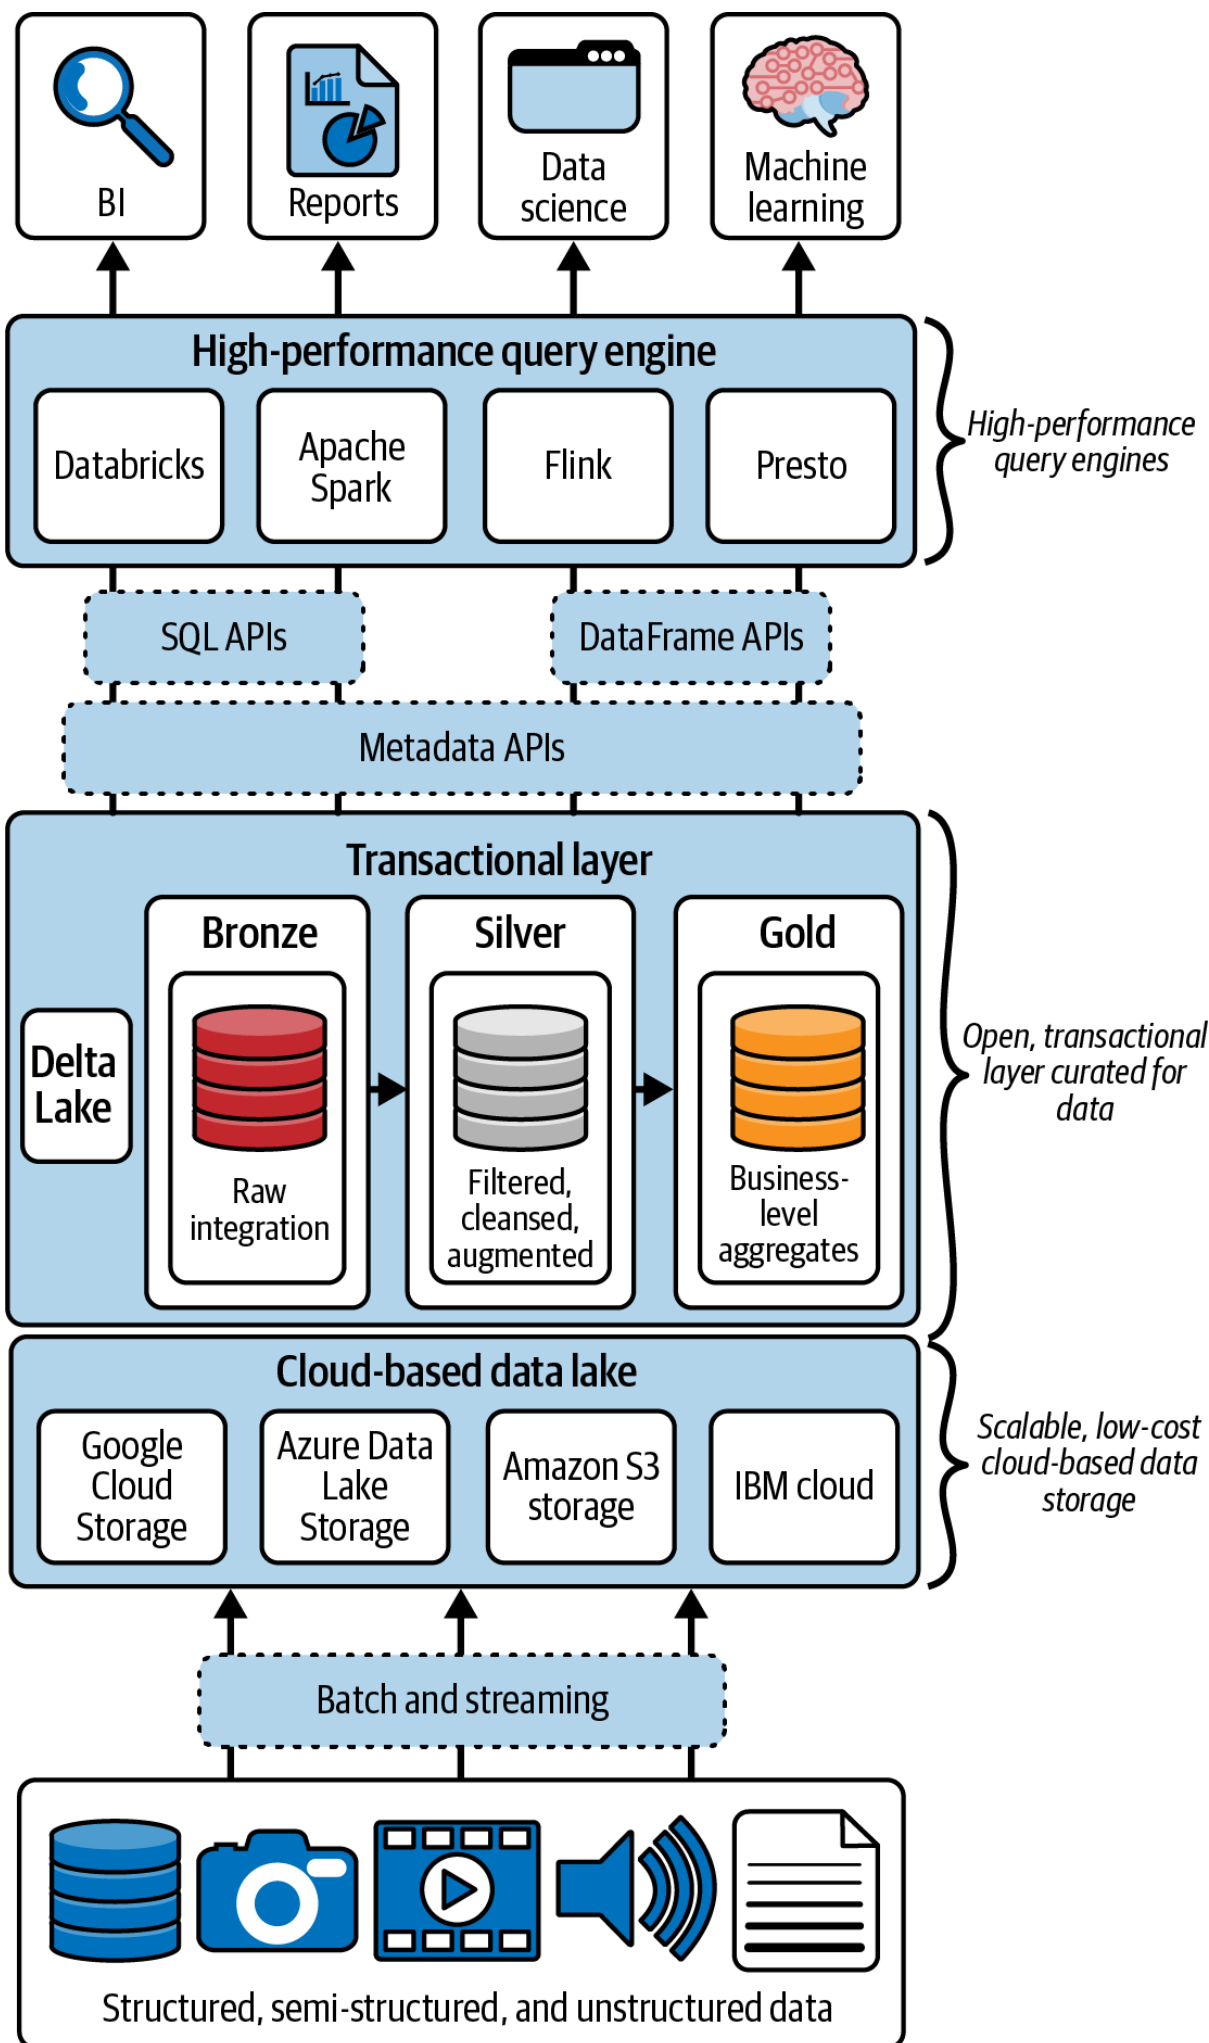 BI
Reports
Data
science
Machine
learning
High-performance query engine
Databricks
Apache
Spark
Flink
Presto
High-performance
query engines
SQL APIs
DataFrame APIs
Metadata APIs
Transactional layer
Delta
Lake
Bronze
Raw
integration
Silver
Filtered,
cleansed,
augmented
Gold
Business-
level
aggregates
Open, transactional
layer curated for
data
Cloud-based data lake
Google
Cloud
Storage
Azure Data
Lake
Storage
Amazon S3
storage
IBM cloud
Scalable, low-cost
cloud-based data
storage
Batch and streaming
Structured, semi-structured, and unstructured data